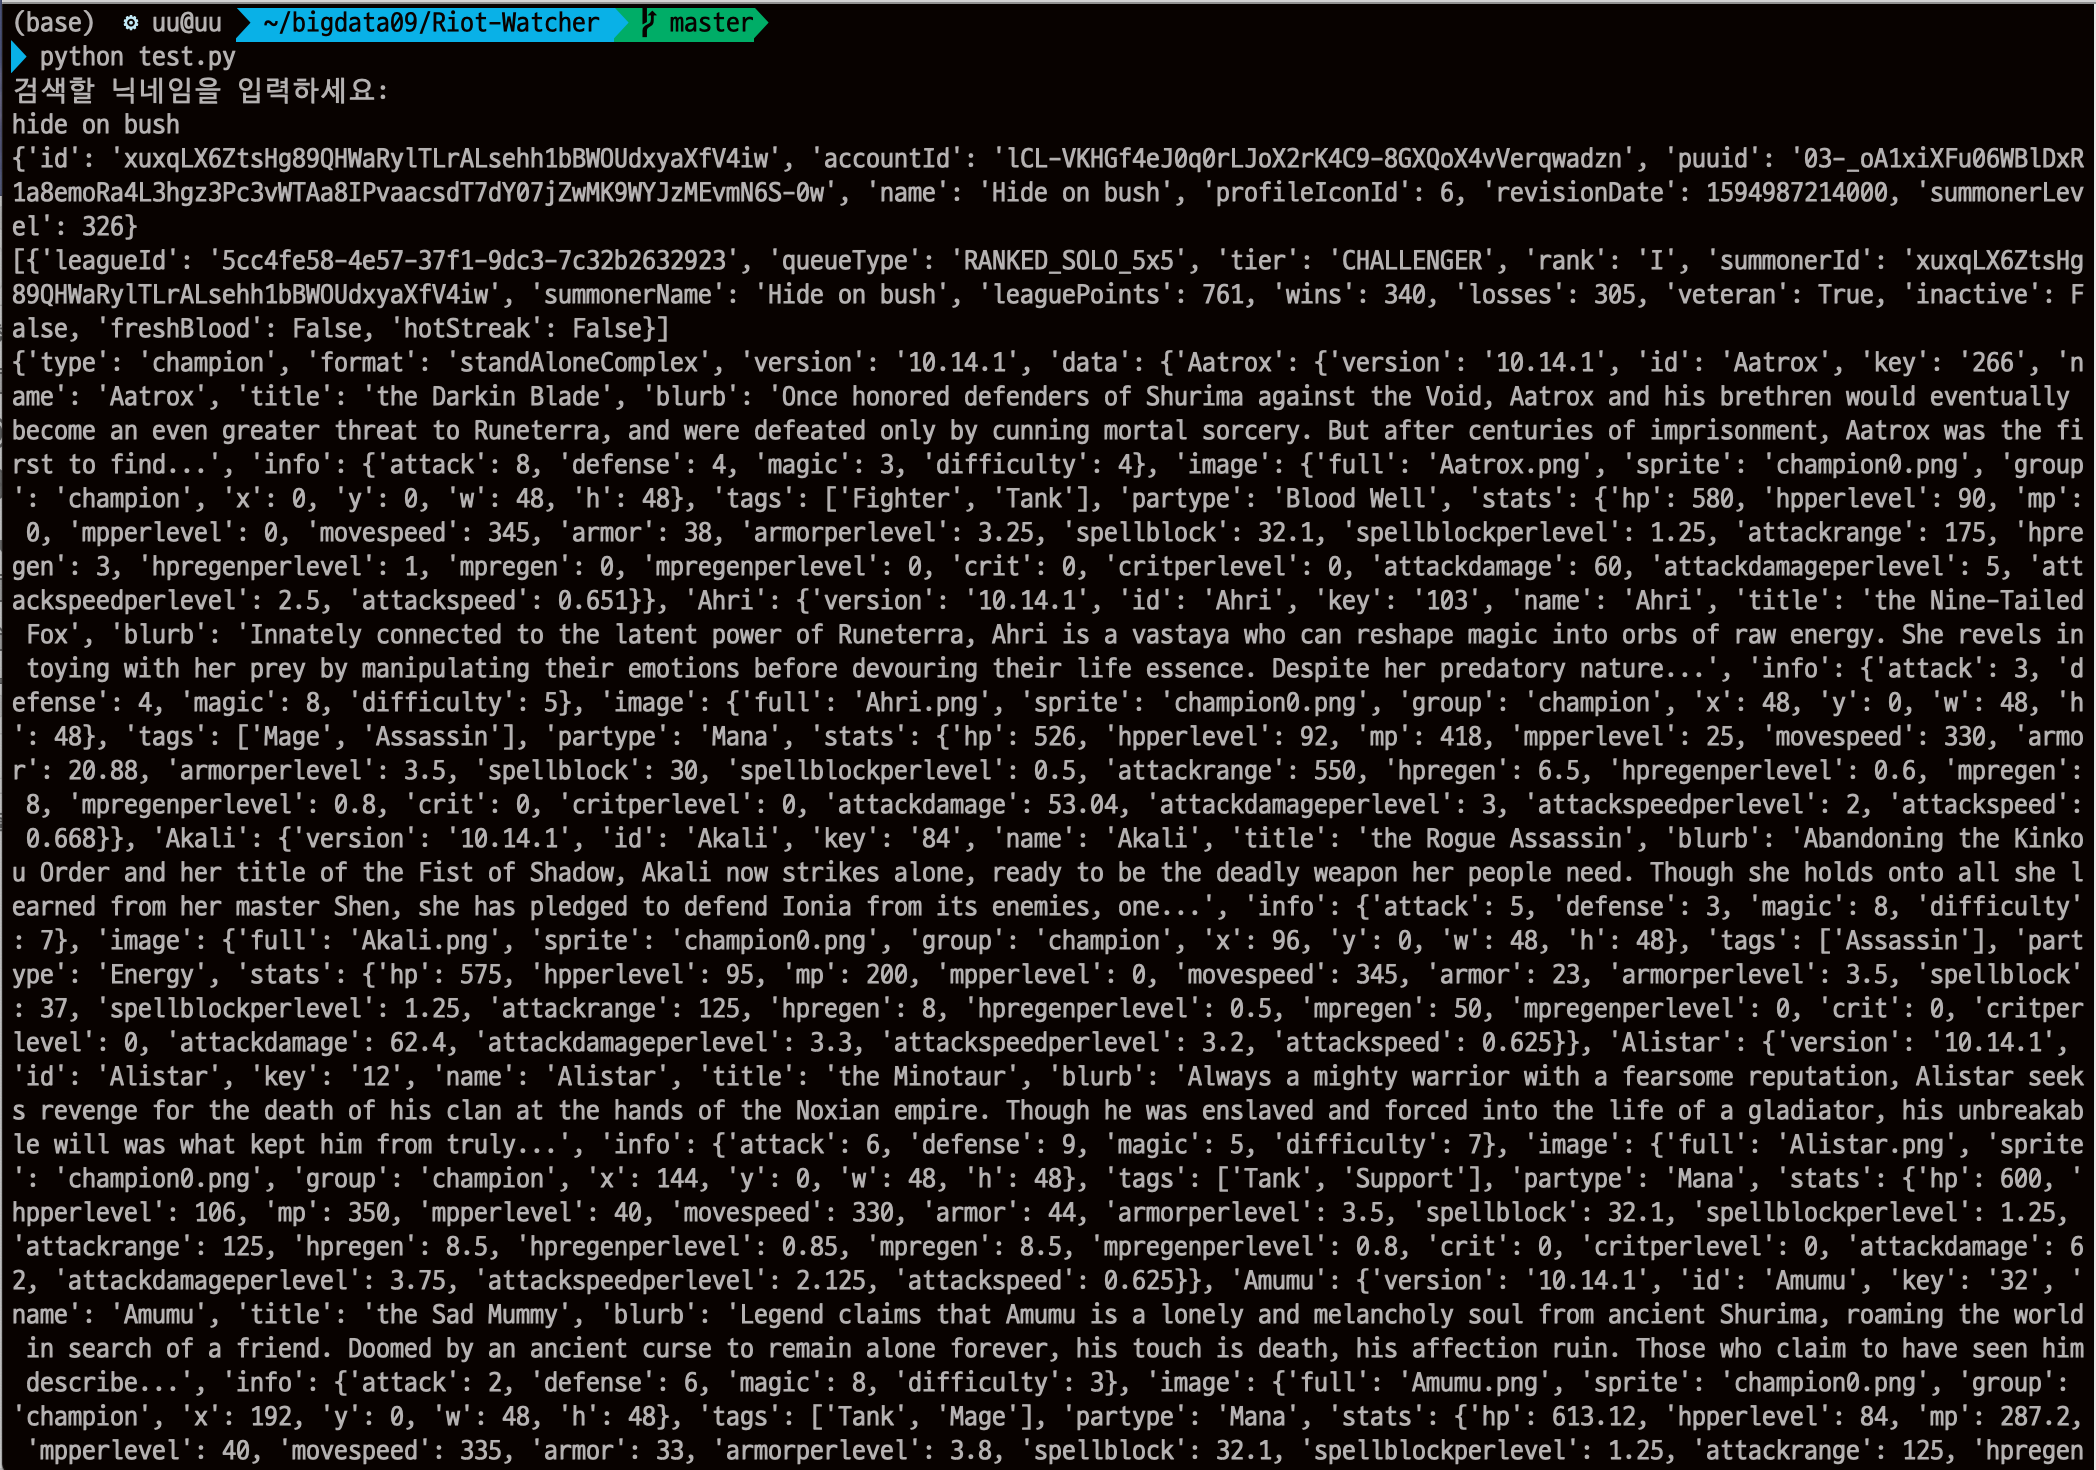 (base) ⚙ uu@uu ~/bigdata09/Riot-Watcher master
python test.py
검색할 닉네임을 입력하세요:
hide on bush
{'id': 'xuxqLX6ZtsHg89QHWaRylTLrALsehh1bBWOUdxyaXfV4iw', 'accountId': 'lCL-VKHGf4eJ0q0rLJoX2rK4C9-8GXQoX4vVerqwadzn', 'puuid': '03-_oA1xiXFu06WBlDxR
1a8emoRa4L3hgz3Pc3vWTAa8IPvaacsdT7dY07jZwMK9WYJzMEvmN6S-0w', 'name': 'Hide on bush', 'profileIconId': 6, 'revisionDate': 1594987214000, 'summonerLev
el': 326}
[{'leagueId': '5cc4fe58-4e57-37f1-9dc3-7c32b2632923', 'queueType': 'RANKED_SOLO_5x5', 'tier': 'CHALLENGER', 'rank': 'I', 'summonerId': 'xuxqLX6ZtsHg
89QHWaRylTLrALsehh1bBWOUdxyaXfV4iw', 'summonerName': 'Hide on bush', 'leaguePoints': 761, 'wins': 340, 'losses': 305, 'veteran': True, 'inactive': F
alse, 'freshBlood': False, 'hotStreak': False}]
{'type': 'champion', 'format': 'standAloneComplex', 'version': '10.14.1', 'data': {'Aatrox': {'version': '10.14.1', 'id': 'Aatrox', 'key': '266', 'n
ame': 'Aatrox', 'title': 'the Darkin Blade', 'blurb': 'Once honored defenders of Shurima against the Void, Aatrox and his brethren would eventually
become an even greater threat to Runeterra, and were defeated only by cunning mortal sorcery. But after centuries of imprisonment, Aatrox was the fi
rst to find...', 'info': {'attack': 8, 'defense': 4, 'magic': 3, 'difficulty': 4}, 'image': {'full': 'Aatrox.png', 'sprite': 'champion0.png', 'group
': 'champion', 'x': 0, 'y': 0, 'w': 48, 'h': 48}, 'tags': ['Fighter', 'Tank'], 'partype': 'Blood Well', 'stats': {'hp': 580, 'hpperlevel': 90, 'mp':
0, 'mpperlevel': 0, 'movespeed': 345, 'armor': 38, 'armorperlevel': 3.25, 'spellblock': 32.1, 'spellblockperlevel': 1.25, 'attackrange': 175, 'hpre
gen': 3, 'hpregenperlevel': 1, 'mpregen': 0, 'mpregenperlevel': 0, 'crit': 0, 'critperlevel': 0, 'attackdamage': 60, 'attackdamageperlevel': 5, 'att
ackspeedperlevel': 2.5, 'attackspeed': 0.651}}, 'Ahri': {'version': '10.14.1', 'id': 'Ahri', 'key': '103', 'name': 'Ahri', 'title': 'the Nine-Tailed
Fox', 'blurb': 'Innately connected to the latent power of Runeterra, Ahri is a vastaya who can reshape magic into orbs of raw energy. She revels in
toying with her prey by manipulating their emotions before devouring their life essence. Despite her predatory nature...', 'info': {'attack': 3, 'd
efense': 4, 'magic': 8, 'difficulty': 5}, 'image': {'full': 'Ahri.png', 'sprite': 'champion0.png', 'group': 'champion', 'x': 48, 'y': 0, 'w': 48, 'h
': 48}, 'tags': ['Mage', 'Assassin'], 'partype': 'Mana', 'stats': {'hp': 526, 'hpperlevel': 92, 'mp': 418, 'mpperlevel': 25, 'movespeed': 330, 'armo
r': 20.88, 'armorperlevel': 3.5, 'spellblock': 30, 'spellblockperlevel': 0.5, 'attackrange': 550, 'hpregen': 6.5, 'hpregenperlevel': 0.6, 'mpregen':
8, 'mpregenperlevel': 0.8, 'crit': 0, 'critperlevel': 0, 'attackdamage': 53.04, 'attackdamageperlevel': 3, 'attackspeedperlevel': 2, 'attackspeed':
0.668}}, 'Akali': {'version': '10.14.1', 'id': 'Akali', 'key': '84', 'name': 'Akali', 'title': 'the Rogue Assassin', 'blurb': 'Abandoning the Kinko
u Order and her title of the Fist of Shadow, Akali now strikes alone, ready to be the deadly weapon her people need. Though she holds onto all she l
earned from her master Shen, she has pledged to defend Ionia from its enemies, one...', 'info': {'attack': 5, 'defense': 3, 'magic': 8, 'difficulty'
: 7}, 'image': {'full': 'Akali.png', 'sprite': 'champion0.png', 'group': 'champion', 'x': 96, 'y': 0, 'w': 48, 'h': 48}, 'tags': ['Assassin'], 'part
ype': 'Energy', 'stats': {'hp': 575, 'hpperlevel': 95, 'mp': 200, 'mpperlevel': 0, 'movespeed': 345, 'armor': 23, 'armorperlevel': 3.5, 'spellblock'
: 37, 'spellblockperlevel': 1.25, 'attackrange': 125, 'hpregen': 8, 'hpregenperlevel': 0.5, 'mpregen': 50, 'mpregenperlevel': 0, 'crit': 0, 'critper
level': 0, 'attackdamage': 62.4, 'attackdamageperlevel': 3.3, 'attackspeedperlevel': 3.2, 'attackspeed': 0.625}}, 'Alistar': {'version': '10.14.1',
'id': 'Alistar', 'key': '12', 'name': 'Alistar', 'title': 'the Minotaur', 'blurb': 'Always a mighty warrior with a fearsome reputation, Alistar seek
s revenge for the death of his clan at the hands of the Noxian empire. Though he was enslaved and forced into the life of a gladiator, his unbreakab
le will was what kept him from truly...', 'info': {'attack': 6, 'defense': 9, 'magic': 5, 'difficulty': 7}, 'image': {'full': 'Alistar.png', 'sprite
': 'champion0.png', 'group': 'champion', 'x': 144, 'y': 0, 'w': 48, 'h': 48}, 'tags': ['Tank', 'Support'], 'partype': 'Mana', 'stats': {'hp': 600, '
hpperlevel': 106, 'mp': 350, 'mpperlevel': 40, 'movespeed': 330, 'armor': 44, 'armorperlevel': 3.5, 'spellblock': 32.1, 'spellblockperlevel': 1.25,
'attackrange': 125, 'hpregen': 8.5, 'hpregenperlevel': 0.85, 'mpregen': 8.5, 'mpregenperlevel': 0.8, 'crit': 0, 'critperlevel': 0, 'attackdamage': 6
2, 'attackdamageperlevel': 3.75, 'attackspeedperlevel': 2.125, 'attackspeed': 0.625}}, 'Amumu': {'version': '10.14.1', 'id': 'Amumu', 'key': '32', '
name': 'Amumu', 'title': 'the Sad Mummy', 'blurb': 'Legend claims that Amumu is a lonely and melancholy soul from ancient Shurima, roaming the world
in search of a friend. Doomed by an ancient curse to remain alone forever, his touch is death, his affection ruin. Those who claim to have seen him
describe...', 'info': {'attack': 2, 'defense': 6, 'magic': 8, 'difficulty': 3}, 'image': {'full': 'Amumu.png', 'sprite': 'champion0.png', 'group':
'champion', 'x': 192, 'y': 0, 'w': 48, 'h': 48}, 'tags': ['Tank', 'Mage'], 'partype': 'Mana', 'stats': {'hp': 613.12, 'hpperlevel': 84, 'mp': 287.2,
'mpperlevel': 40, 'movespeed': 335, 'armor': 33, 'armorperlevel': 3.8, 'spellblock': 32.1, 'spellblockperlevel': 1.25, 'attackrange': 125, 'hpregen